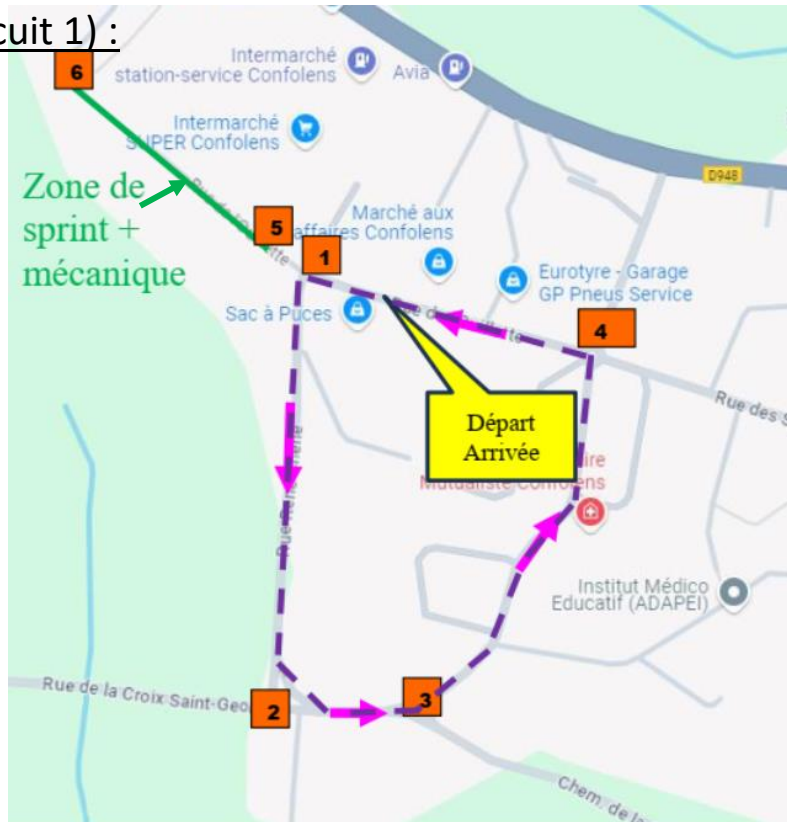 cuit 1) :
6
Intermarché
station-service Confolens
Avia
Intermarché
SUPER Confolens
D948
Zone de
sprint +
mécanique
Marché aux
affaires Confolens
5
1
Eurotyre - Garage
GP Pneus Service
Sac à Puces
4
Départ
Arrivée
Rue des S
Mutualiste Confolens
Institut Médico
Educatif (ADAPEI)
Rue de la Croix Saint-Geo
2
3
Chem. de la